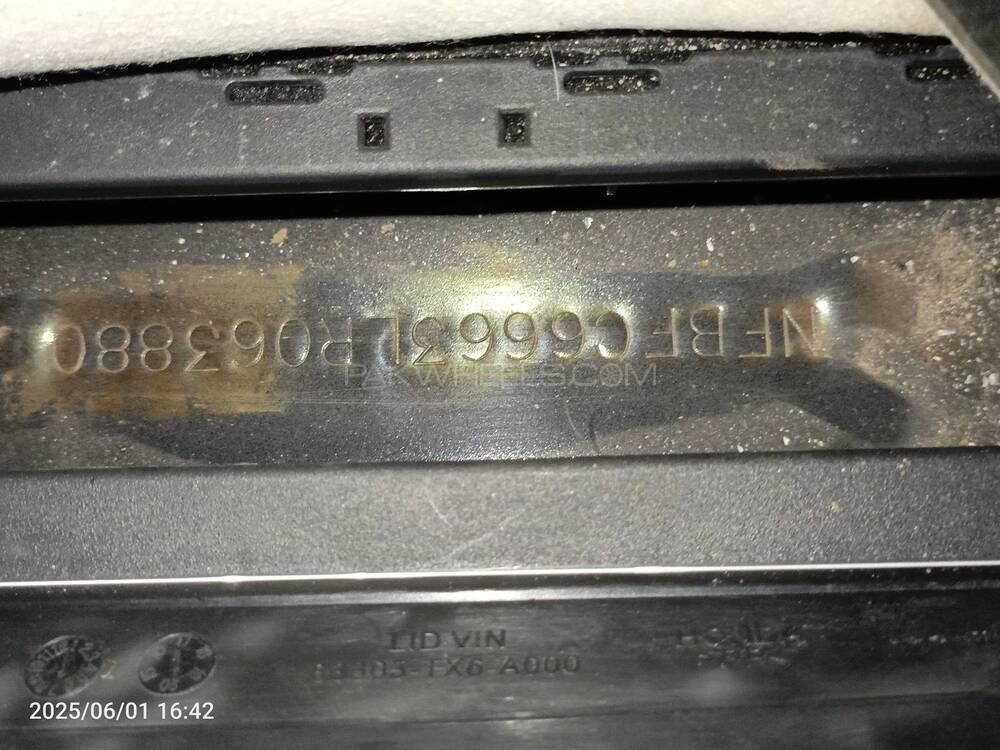 NFBFC6663LR063880
PAKWHEELS.COM
LID VIN
2025/06/01 16:42